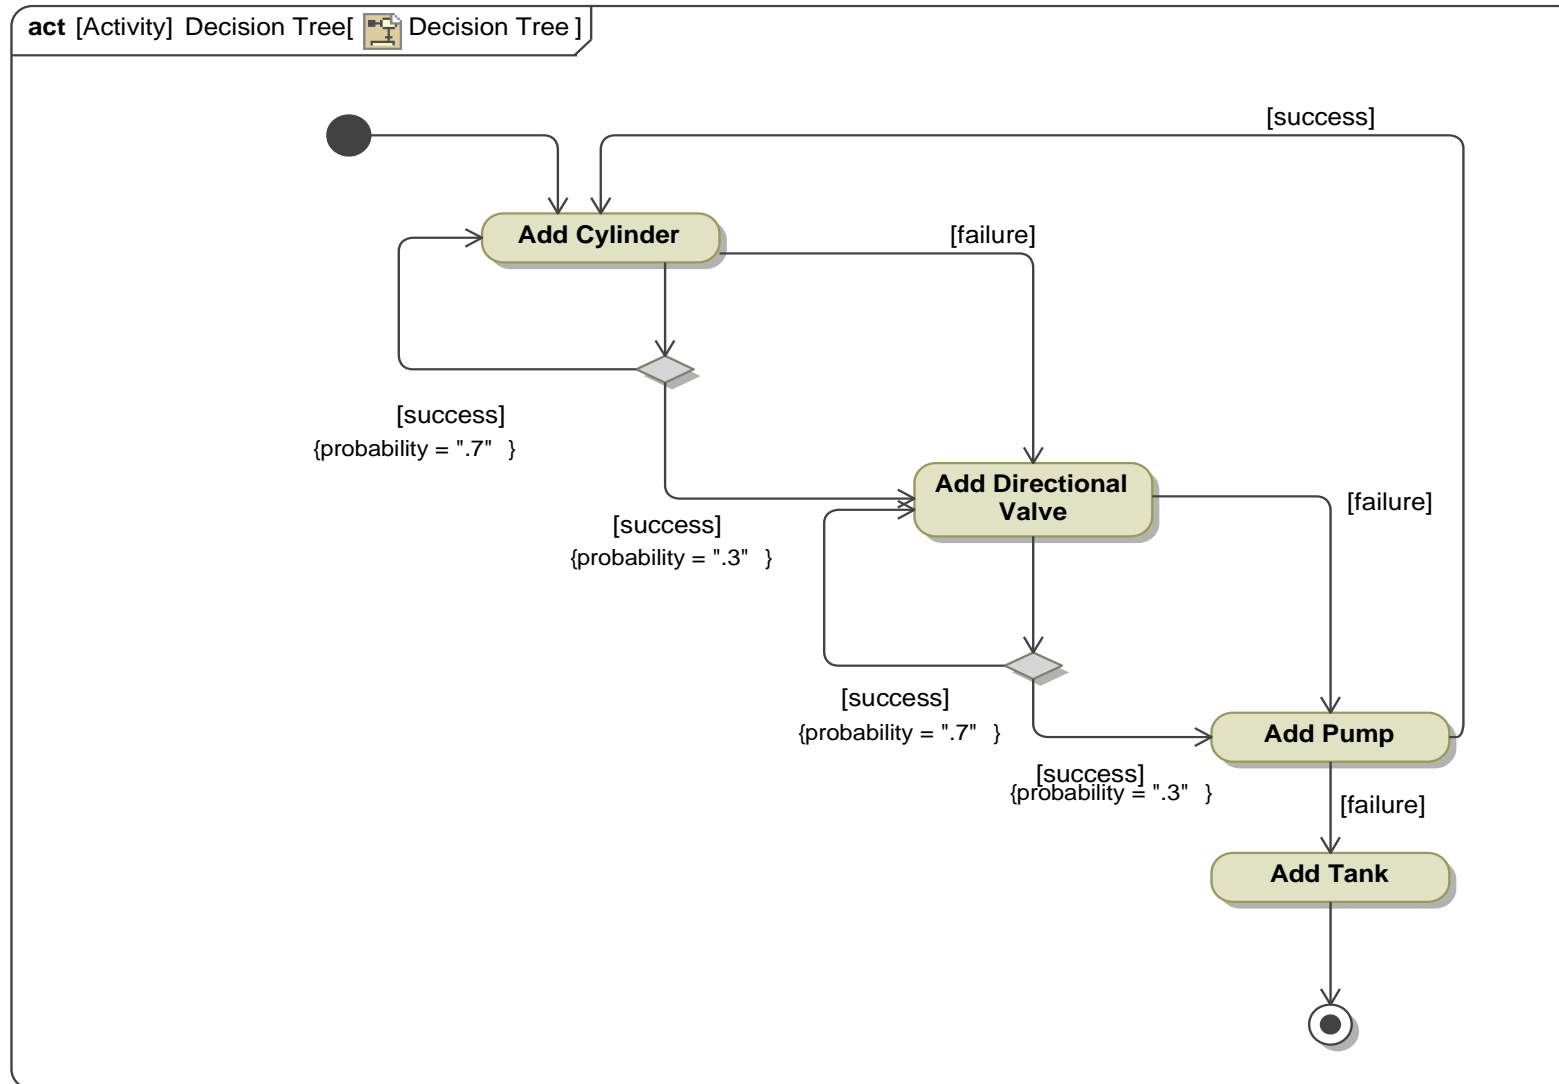 act [Activity] Decision Tree[ Decision Tree ]
[success]
Add Cylinder
[failure]
[success]
{probability = ".7" }
Add Directional
Valve
[failure]
[success]
{probability = ".3" }
[success]
{probability = ".7" }
Add Pump
[success]
{probability = ".3" }
[failure]
Add Tank